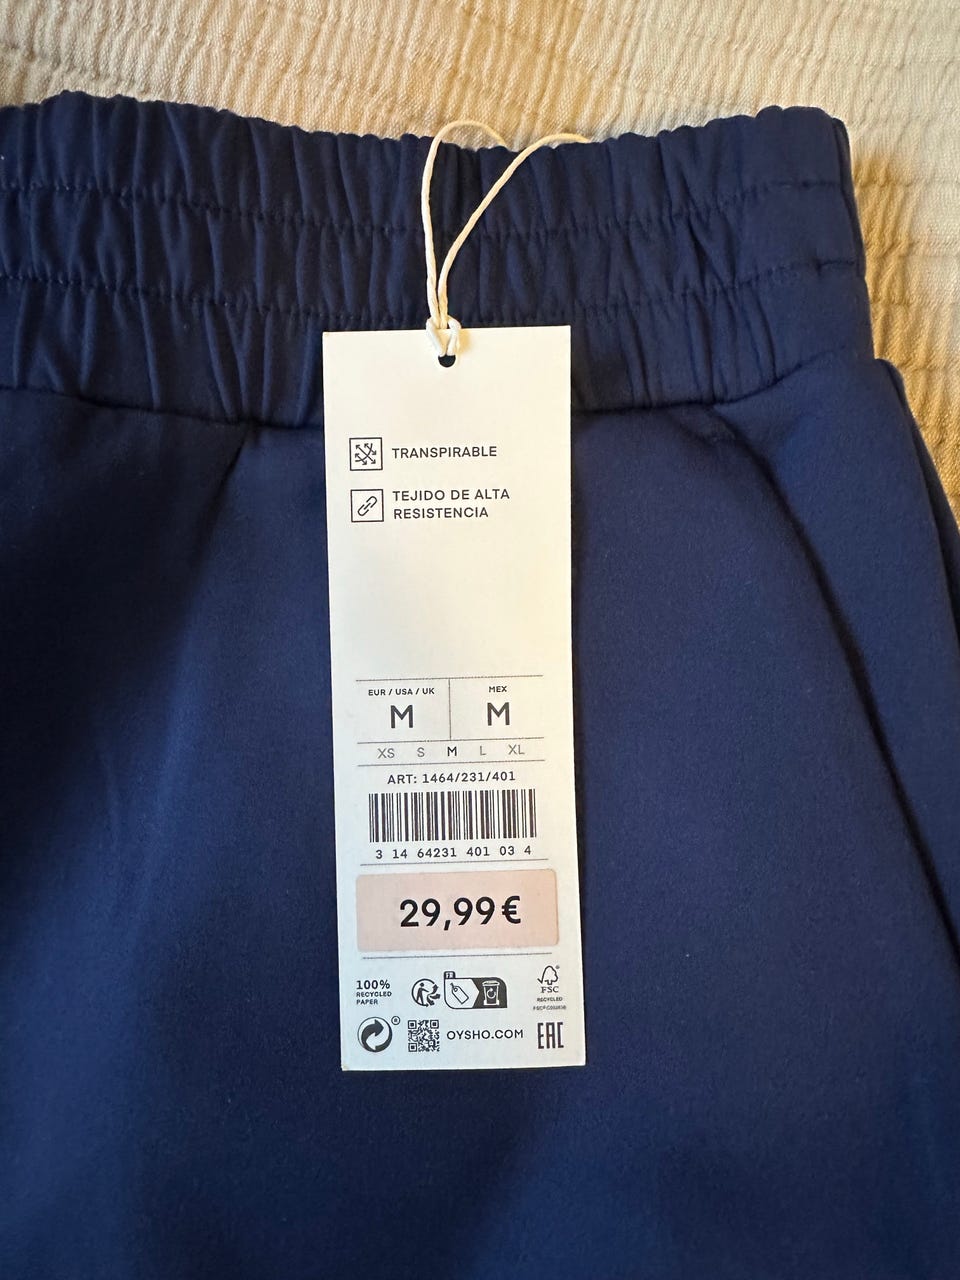 TRANSPIRABLE
TEJIDO DE ALTA
RESISTENCIA
EUR / USA / UK
MEX
M
M
XS S M L XL
ART: 1464/231/401
3 14 64231 401 03 4
29,99€
100%
RECYCLED
PAPER
FR
FSC
RECYCLED
®
OYSHO.COM
EAC